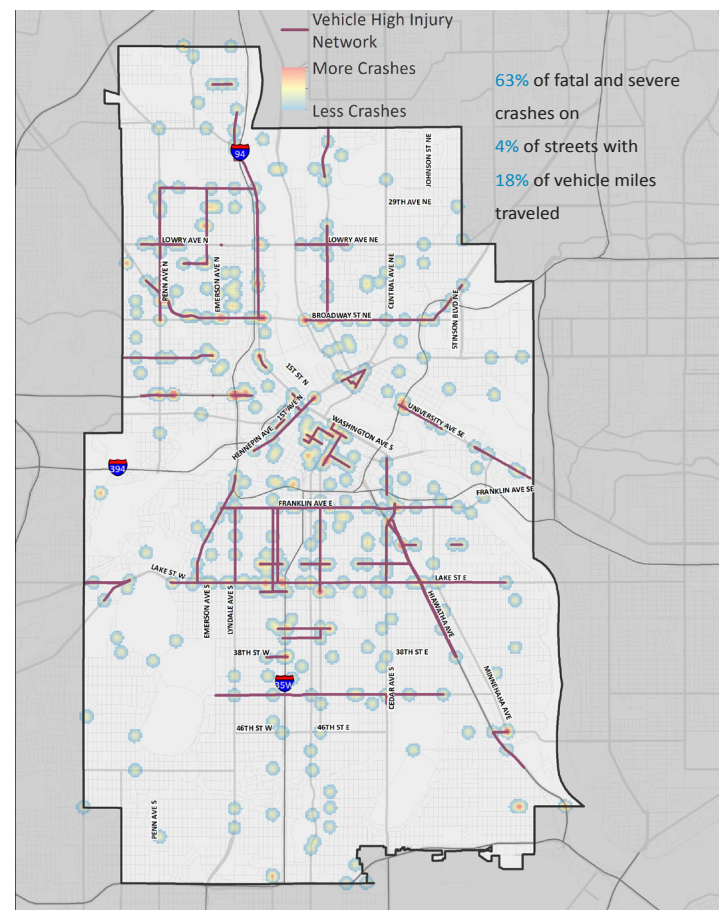 Vehicle High Injury
Network
More Crashes
Less Crashes
63% of fatal and severe
crashes on
4% of streets with
18% of vehicle miles
traveled
94
JOHNSON ST NE
29TH AVE NE
LOWRY AVE N
LOWRY AVE NE
PENN AVE N
EMERSON AVE N
CENTRAL AVE NE
STINSON BLVD NE
BROADWAY ST NE
1ST ST N
1ST AVE N
HENNEPIN AVE
WASHINGTON AVE S
UNIVERSITY AVE SE
394
FRANKLIN AVE E
FRANKLIN AVE SE
LAKE ST W
LAKE ST E
EMERSON AVE S
LYNDALE AVE S
HIAWATHA AVE
38TH ST W
38TH ST E
35W
CEDAR AVE S
MINNEHAHA AVE
46TH ST W
46TH ST E
PENN AVE S